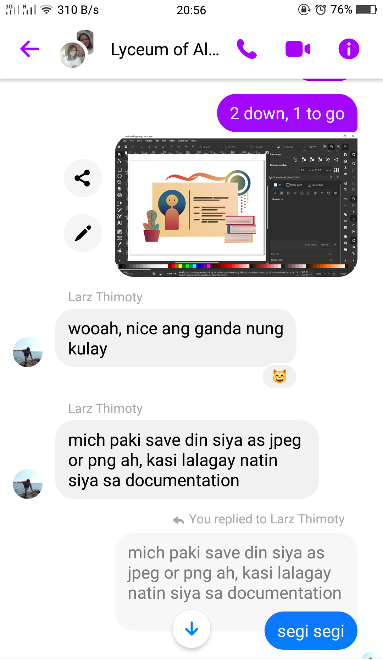 310 B/s
20:56
76%
Lyceum of Al...
2 down, 1 to go
Larz Thimoty
wooah, nice ang ganda nung
kulay
Larz Thimoty
mich paki save din siya as jpeg
or png ah, kasi lalagay natin
siya sa documentation
You replied to Larz Thimoty
mich paki save din siya as
jpeg or png ah, kasi lalagay
natin siya sa documentation
segi segi